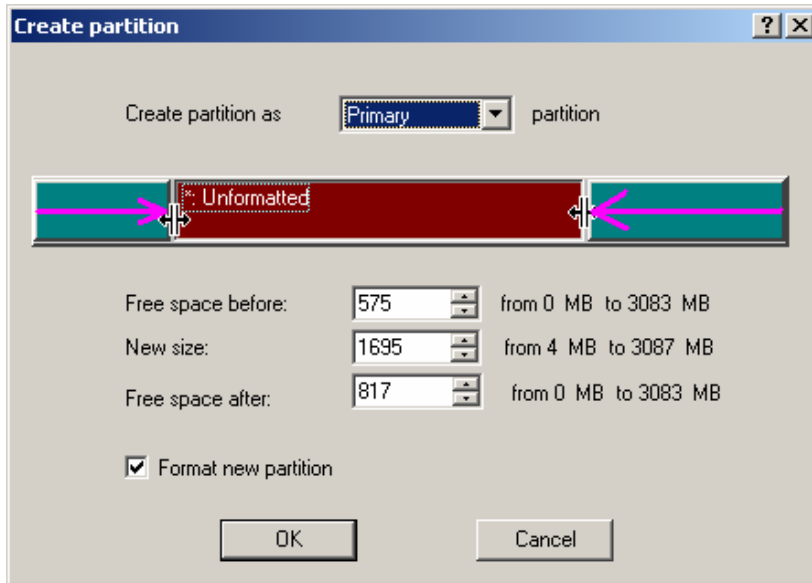 Create partition
Create partition as Primary partition
*: Unformatted
Free space before: 575 from 0 MB to 3083 MB
New size: 1695 from 4 MB to 3087 MB
Free space after: 817 from 0 MB to 3083 MB
Format new partition
OK Cancel